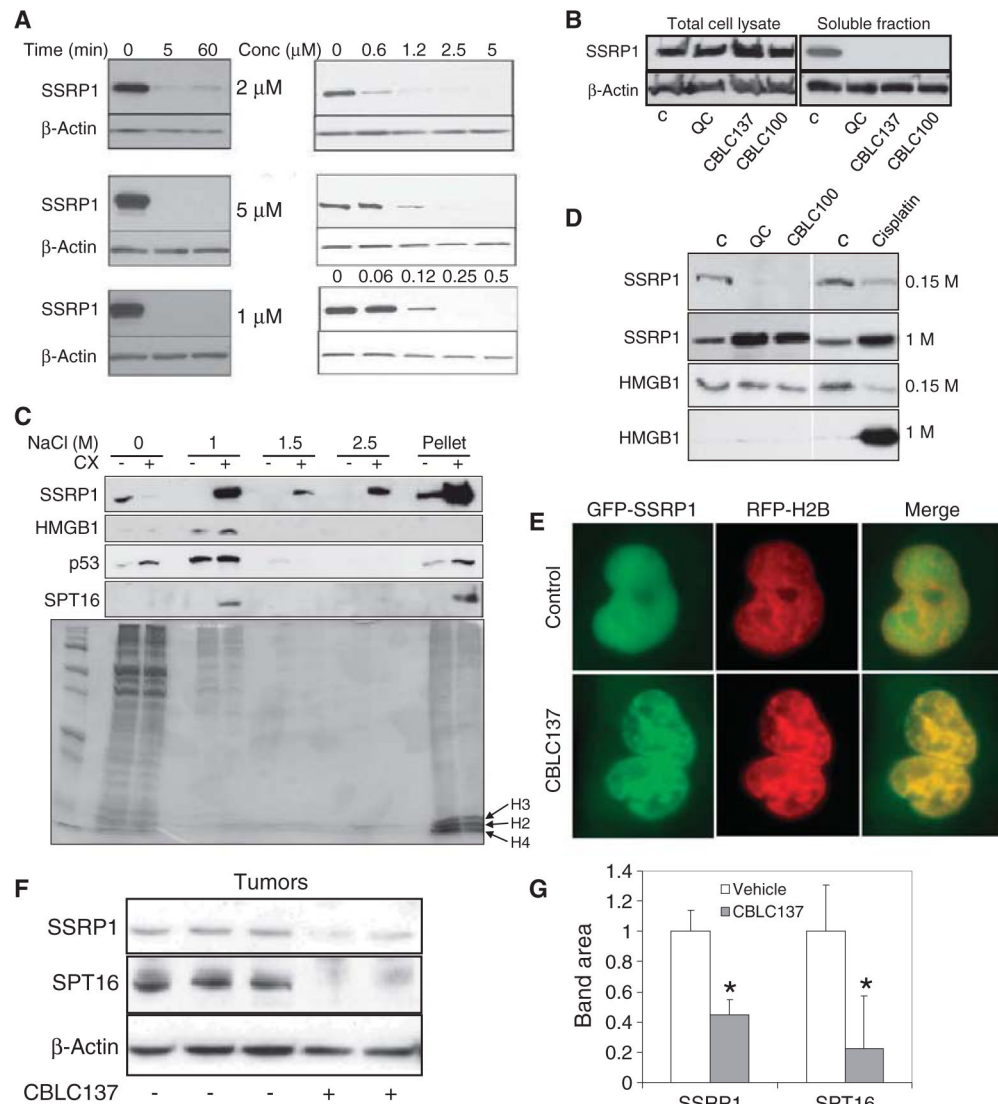 A
Time (min) 0 5 60 Conc (μM) 0 0.6 1.2 2.5 5
SSRP1 2 μM
β-Actin
SSRP1 5 μM
β-Actin
0 0.06 0.12 0.25 0.5
SSRP1 1 μM
β-Actin
B
Total cell lysate Soluble fraction
SSRP1
β-Actin
C QC CBLC137 CBLC100 C QC CBLC137 CBLC100
C
NaCl (M) 0 1 1.5 2.5 Pellet
CX - + - + - + - + - +
SSRP1
HMGB1
p53
SPT16
H3
H2
H4
D
C QC CBLC100 C Cisplatin
SSRP1 0.15 M
SSRP1 1 M
HMGB1 0.15 M
HMGB1 1 M
E
GFP-SSRP1 RFP-H2B Merge
Control
CBLC137
F
Tumors
SSRP1
SPT16
β-Actin
CBLC137 - - - + +
G
Band area
1.4
1.2
1
0.8
0.6
0.4
0.2
0
Vehicle
CBLC137
* *
SSRP1 SPT16